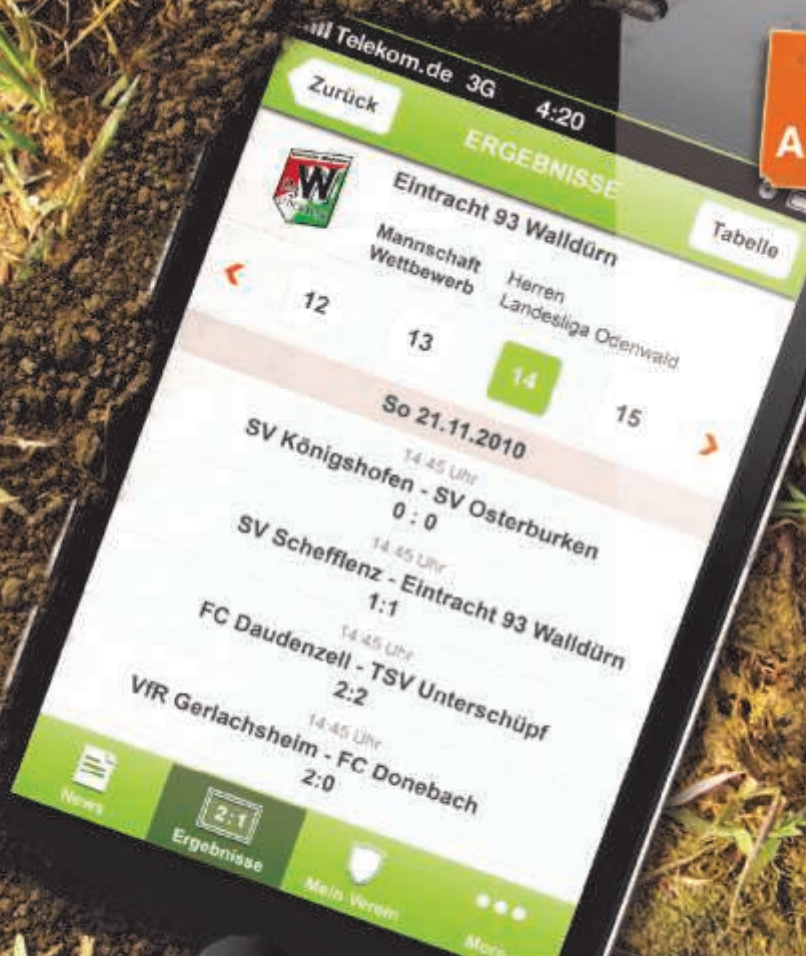 Telekom.de 3G 4:20
Zurück
ERGEBNISSE
Tabelle
A
W
Eintracht 93 Walldürn
Mannschaft Herren
Wettbewerb Landesliga Odenwald
12 13 14 15
So 21.11.2010
14:45 Uhr
SV Königshofen - SV Osterburken
0 : 0
14:45 Uhr
SV Schefflenz - Eintracht 93 Walldürn
1:1
14:45 Uhr
FC Daudenzell - TSV Unterschüpf
2:2
14:45 Uhr
VfR Gerlachsheim - FC Donebach
2:0
News
2:1
Ergebnisse
Mein Verein
More